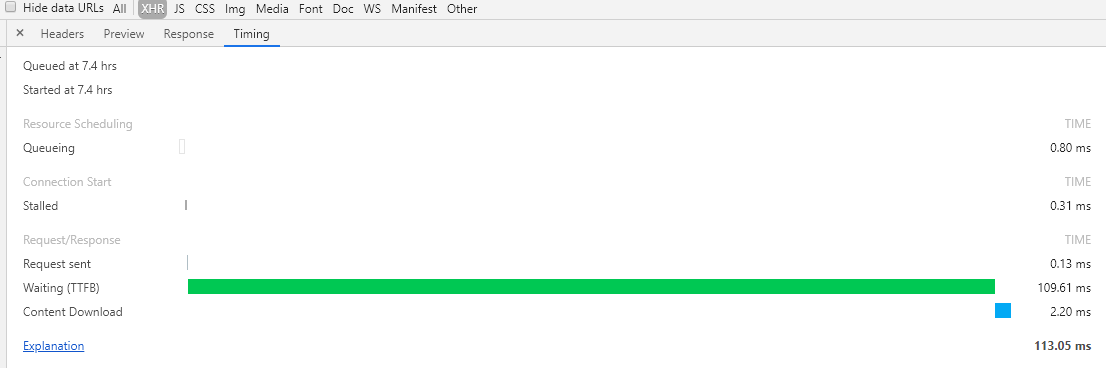 Hide data URLs All XHR JS CSS Img Media Font Doc WS Manifest Other
× Headers Preview Response Timing
Queued at 7.4 hrs
Started at 7.4 hrs
Resource Scheduling TIME
Queueing 0.80 ms
Connection Start TIME
Stalled 0.31 ms
Request/Response TIME
Request sent 0.13 ms
Waiting (TTFB) 109.61 ms
Content Download 2.20 ms
Explanation 113.05 ms